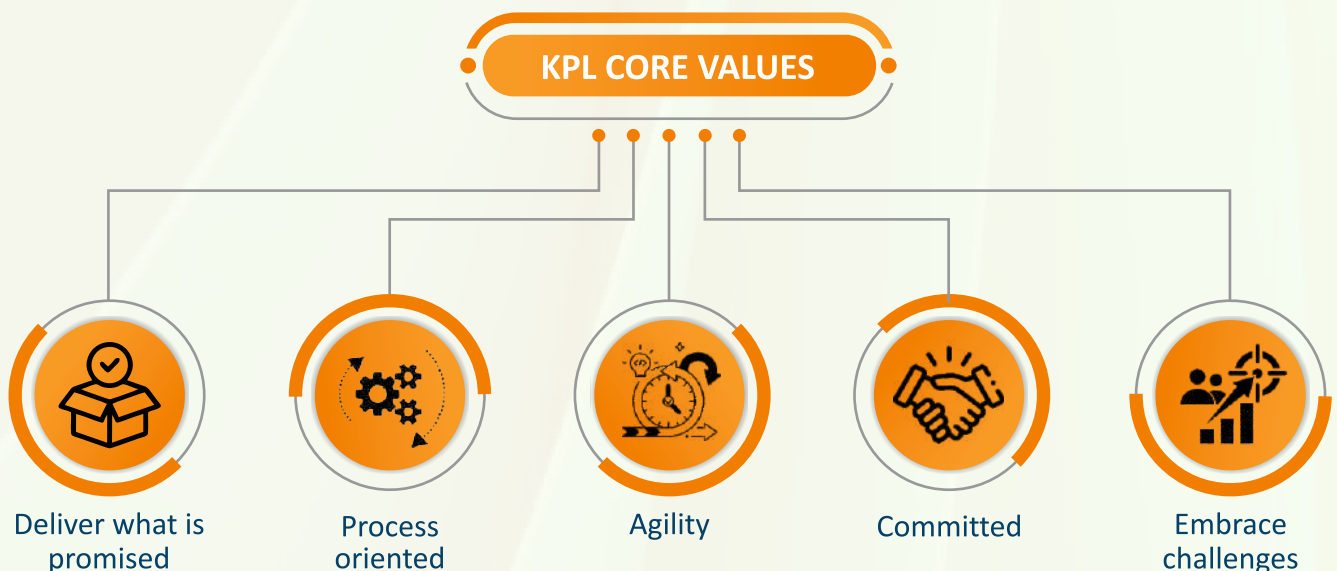 KPL CORE VALUES
Deliver what is
promised
Process
oriented
Agility
Committed
Embrace
challenges